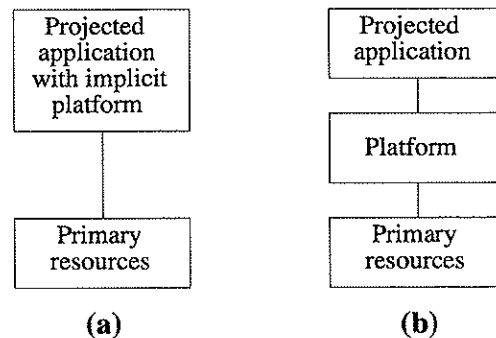 Projected
application
with implicit
platform
Primary
resources
(a)
Projected
application
Platform
Primary
resources
(b)